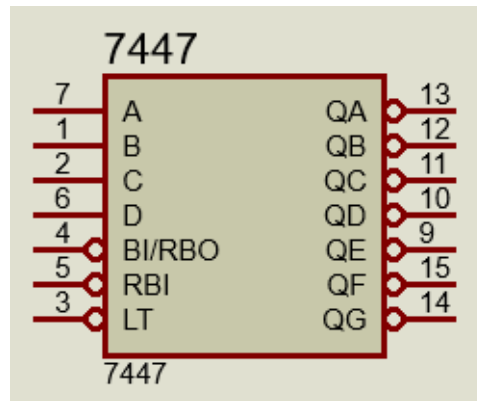 7447
7 A QA 13
1 B QB 12
2 C QC 11
6 D QD 10
4 BI/RBO QE 9
5 RBI QF 15
3 LT QG 14
7447